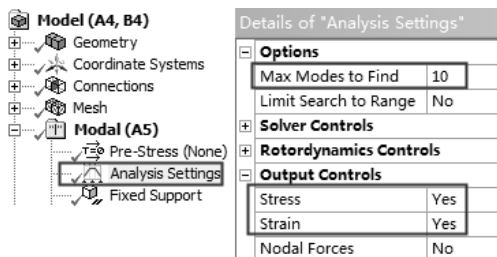 Model (A4, B4)
Geometry
Coordinate Systems
Connections
Mesh
Modal (A5)
Pre-Stress (None)
Analysis Settings
Fixed Support
Details of "Analysis Settings"
Options
Max Modes to Find 10
Limit Search to Range No
Solver Controls
Rotordynamics Contro
Output Controls
Stress Yes
Strain Yes
Nodal Forces No